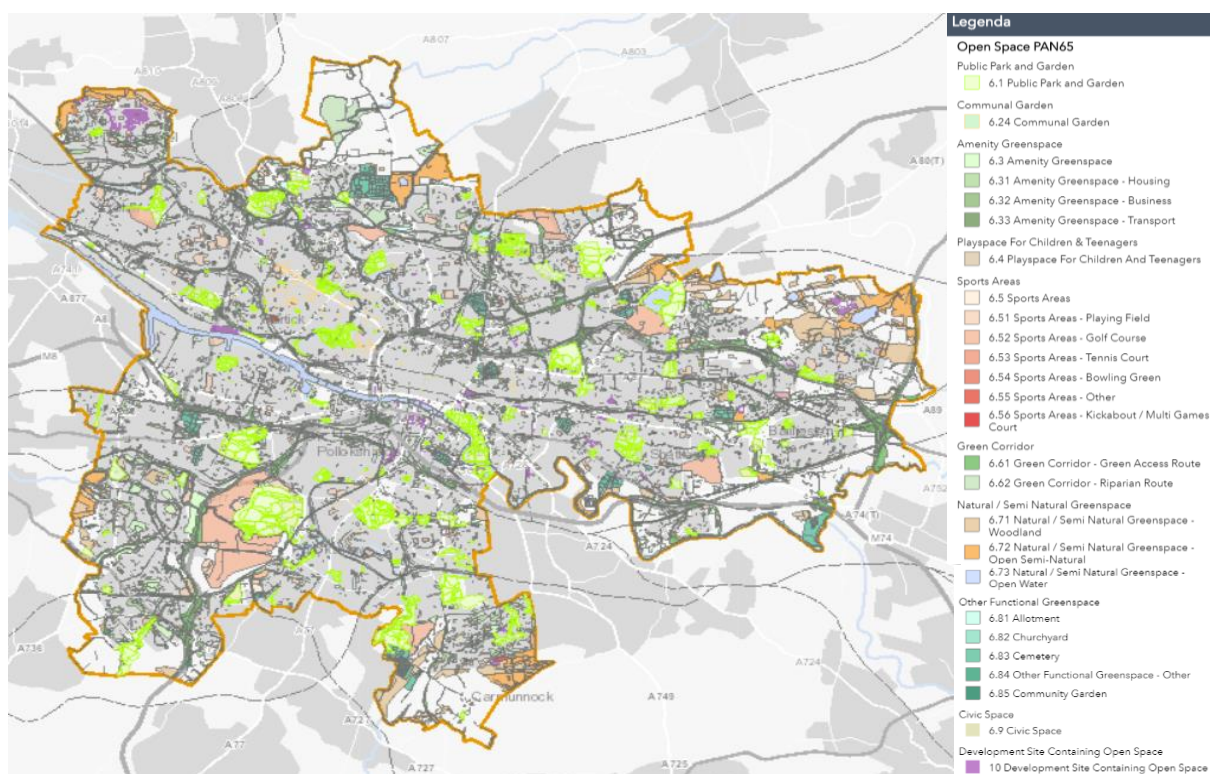 A807
A803
A810
A809
A80(T)
A877
A8
M8
Pollok
Carmunnock
A89
A752
A74(T)
M74
A724
A724
A736
A77
A727
A727
A749
A725
Legenda
Open Space PAN65
Public Park and Garden
6.1 Public Park and Garden
Communal Garden
6.24 Communal Garden
Amenity Greenspace
6.3 Amenity Greenspace
6.31 Amenity Greenspace - Housing
6.32 Amenity Greenspace - Business
6.33 Amenity Greenspace - Transport
Playspace For Children & Teenagers
6.4 Playspace For Children And Teenagers
Sports Areas
6.5 Sports Areas
6.51 Sports Areas - Playing Field
6.52 Sports Areas - Golf Course
6.53 Sports Areas - Tennis Court
6.54 Sports Areas - Bowling Green
6.55 Sports Areas - Other
6.56 Sports Areas - Kickabout / Multi Games
Court
Green Corridor
6.61 Green Corridor - Green Access Route
6.62 Green Corridor - Riparian Route
Natural / Semi Natural Greenspace
6.71 Natural / Semi Natural Greenspace -
Woodland
6.72 Natural / Semi Natural Greenspace -
Open Semi-Natural
6.73 Natural / Semi Natural Greenspace -
Open Water
Other Functional Greenspace
6.81 Allotment
6.82 Churchyard
6.83 Cemetery
6.84 Other Functional Greenspace - Other
6.85 Community Garden
Civic Space
6.9 Civic Space
Development Site Containing Open Space
10 Development Site Containing Open Space